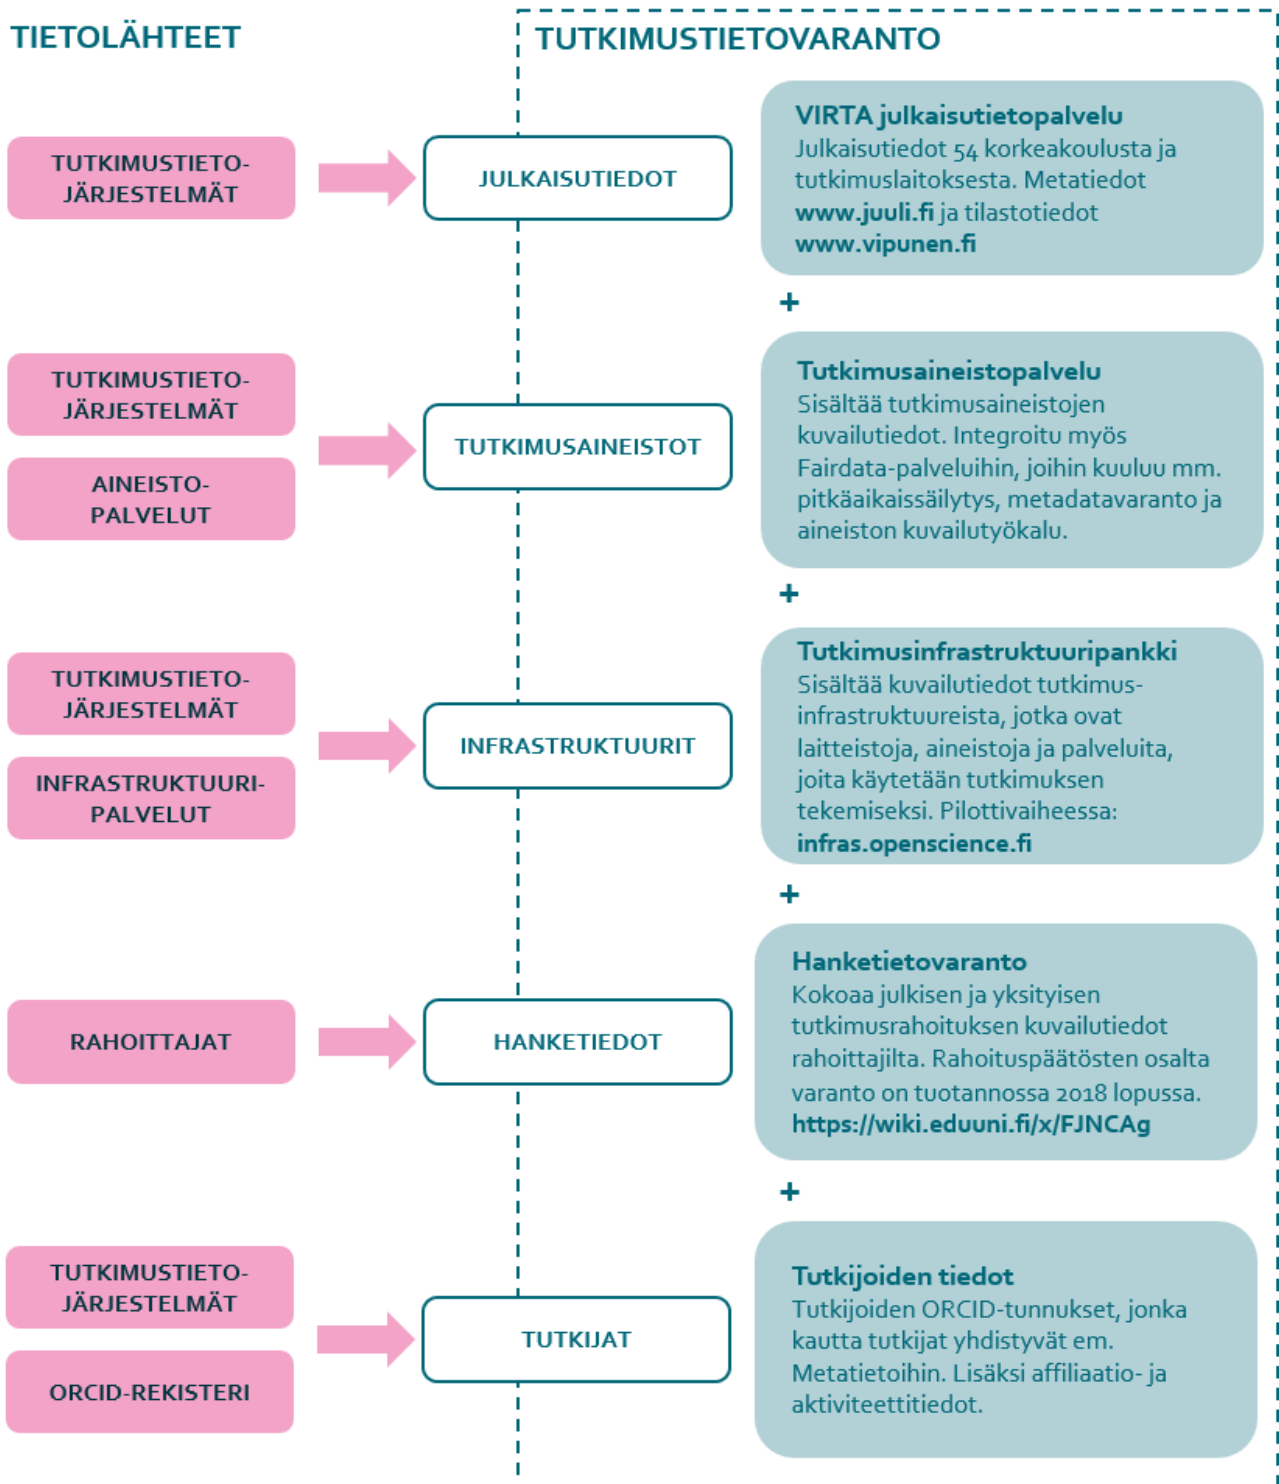 TIETOLÄHTEET
TUTKIMUSTIETOVARANTO
TUTKIMUSTIETO-
JÄRJESTELMÄT
JULKAISUTIEDOT
VIRTA julkaisutietopalvelu
Julkaisutiedot 54 korkeakoulusta ja
tutkimuslaitoksesta. Metatiedot
www.juuli.fi ja tilastotiedot
www.vipunen.fi
+
TUTKIMUSTIETO-
JÄRJESTELMÄT
AINEISTO-
PALVELUT
TUTKIMUSAINEISTOT
Tutkimusaineistopalvelu
Sisältää tutkimusaineistojen
kuvailutiedot. Integroitu myös
Fairdata-palveluihin, joihin kuuluu mm.
pitkäaikaissäilytys, metadatavaranto ja
aineiston kuvailutyökalu.
+
TUTKIMUSTIETO-
JÄRJESTELMÄT
INFRASTRUKTUURI-
PALVELUT
INFRASTRUKTUURIT
Tutkimusinfrastruktuuripankki
Sisältää kuvailutiedot tutkimus-
infrastruktuureista, jotka ovat
laitteistoja, aineistoja ja palveluita,
joita käytetään tutkimuksen
tekemiseksi. Pilottivaiheessa:
infras.openscience.fi
+
RAHOITTAJAT
HANKETIEDOT
Hanketietovaranto
Kokoaa julkisen ja yksityisen
tutkimusrahoituksen kuvailutiedot
rahoittajilta. Rahoituspäätösten osalta
varanto on tuotannossa 2018 lopussa.
https://wiki.eduuni.fi/x/FJNCAg
+
TUTKIMUSTIETO-
JÄRJESTELMÄT
ORCID-REKISTERI
TUTKIJAT
Tutkijoiden tiedot
Tutkijoiden ORCID-tunnukset, jonka
kautta tutkijat yhdistyvät em.
Metatietoihin. Lisäksi affiliaatio- ja
aktiviteettitiedot.